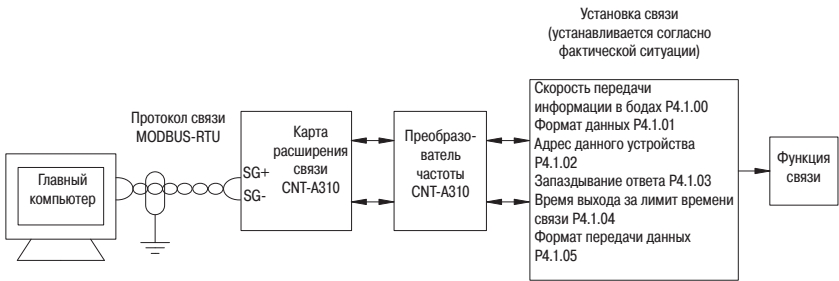 Установка связи
(устанавливается согласно
фактической ситуации)
Протокол связи
MODBUS-RTU
Главный
компьютер
SG+
SG-
Карта
расширения
связи
CNT-A310
Преобразо-
ватель
частоты
CNT-A310
Скорость передачи
информации в бодах P4.1.00
Формат данных P4.1.01
Адрес данного устройства
P4.1.02
Запаздывание ответа P4.1.03
Время выхода за лимит времени
связи P4.1.04
Формат передачи данных
P4.1.05
Функция
связи